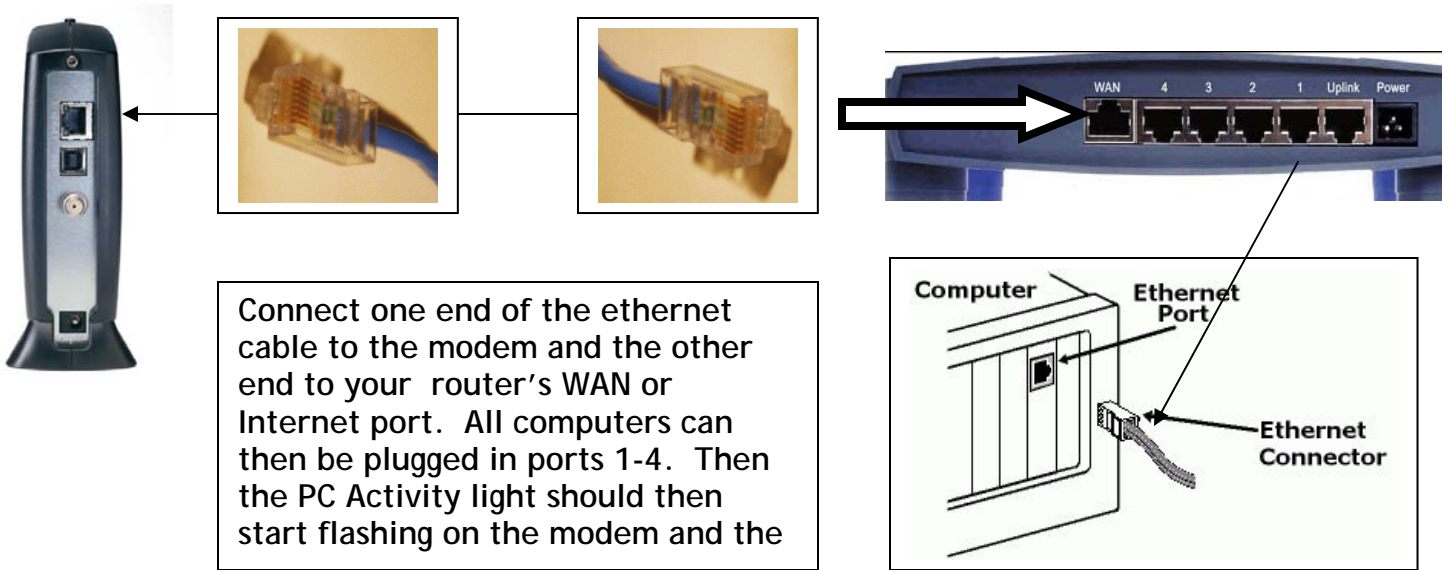 WAN 4 3 2 1 Uplink Power
Connect one end of the ethernet
cable to the modem and the other
end to your router's WAN or
Internet port. All computers can
then be plugged in ports 1-4. Then
the PC Activity light should then
start flashing on the modem and the
Computer
Ethernet
Port
Ethernet
Connector